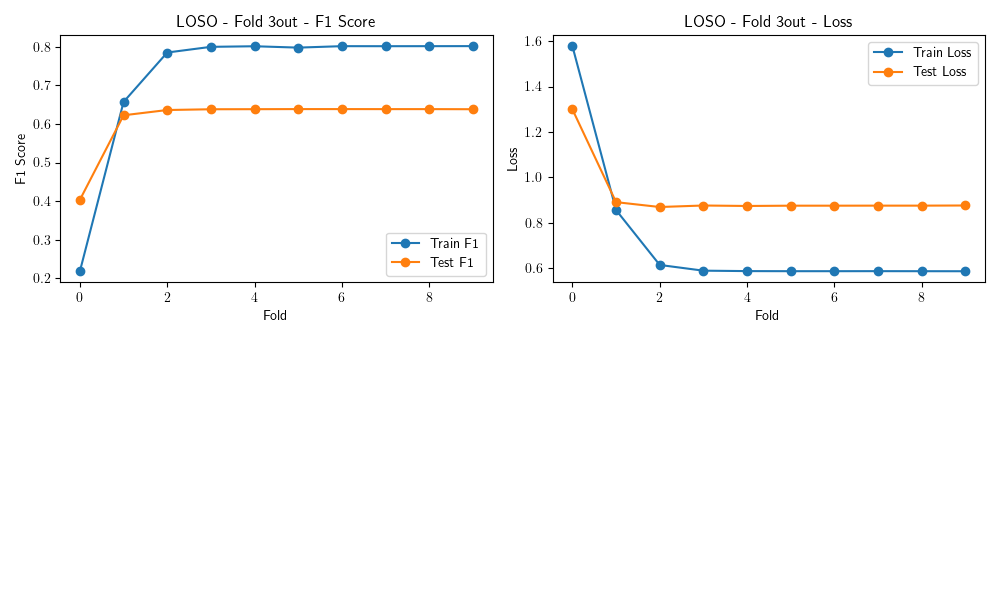 LOSO - Fold 3out - F1 Score
F1 Score
0.8
0.7
0.6
0.5
0.4
0.3
0.2
0 2 4 6 8
Fold
Train F1
Test F1
LOSO - Fold 3out - Loss
Loss
1.6
1.4
1.2
1.0
0.8
0.6
0 2 4 6 8
Fold
Train Loss
Test Loss